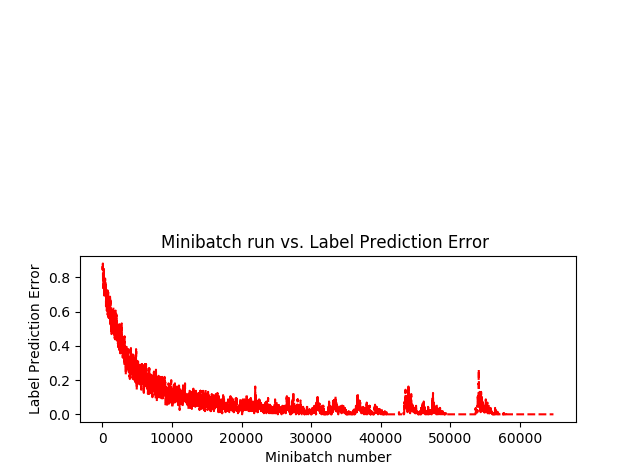 Minibatch run vs. Label Prediction Error
Label Prediction Error
0.8
0.6
0.4
0.2
0.0
0 10000 20000 30000 40000 50000 60000
Minibatch number